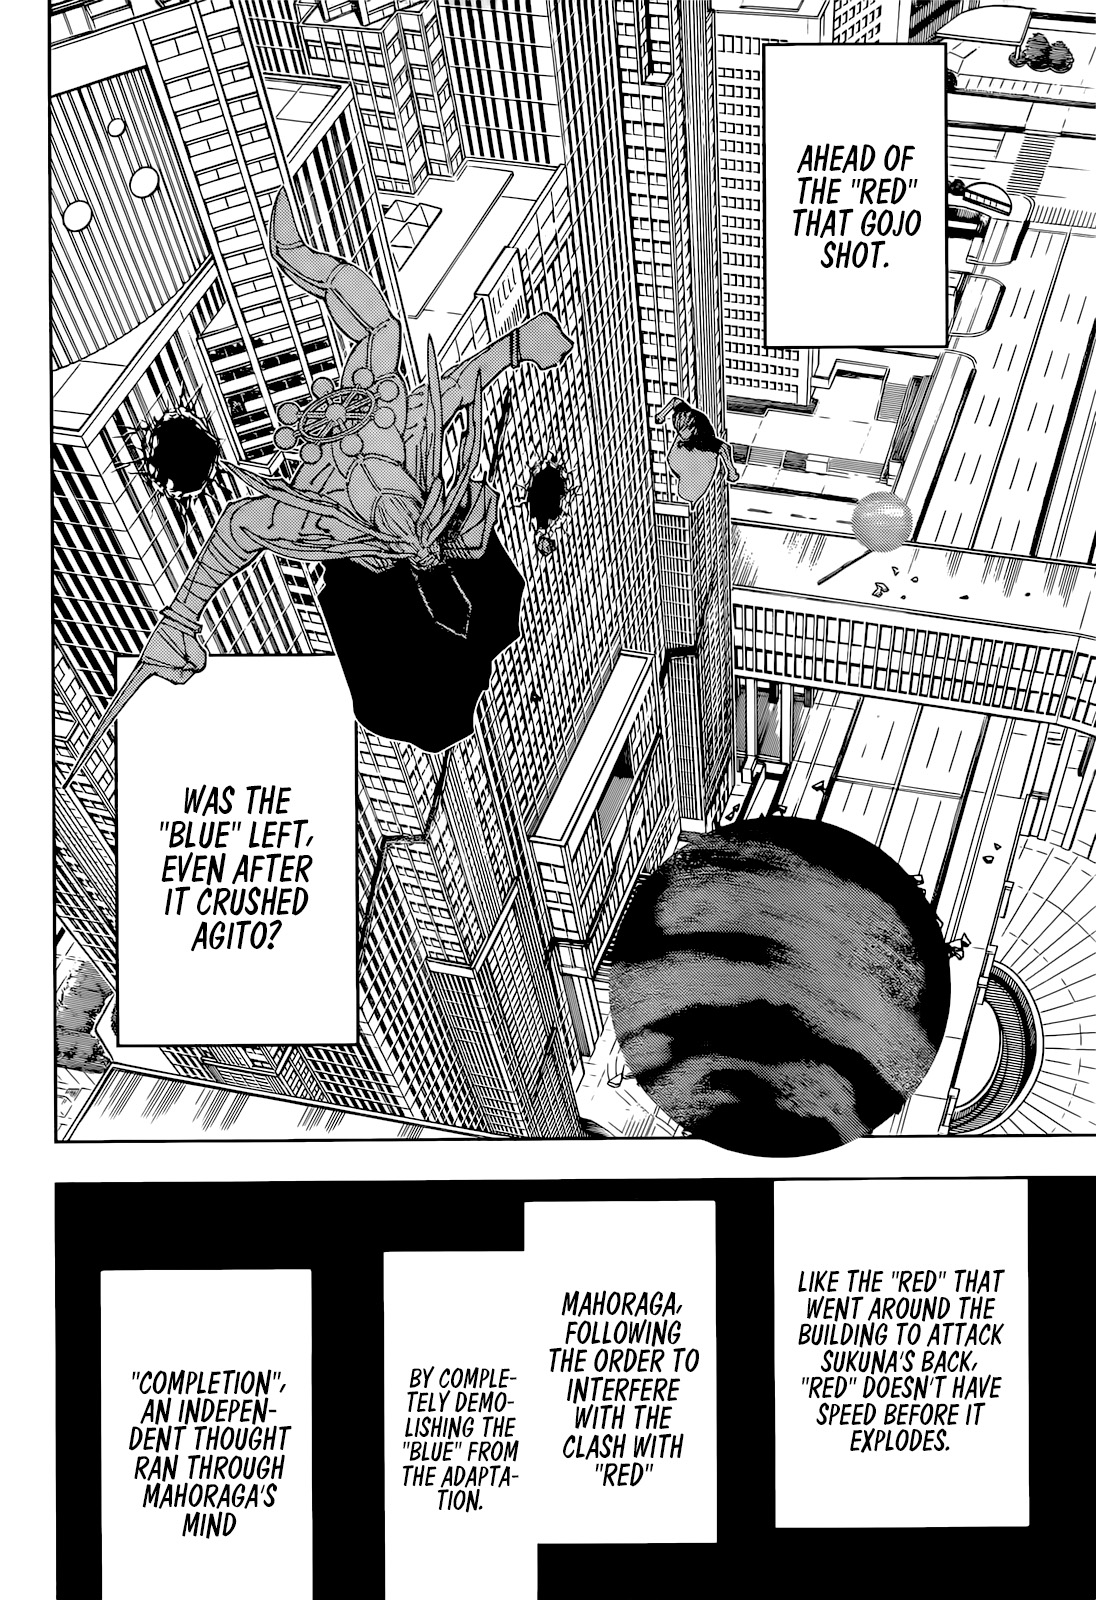 AHEAD OF
THE "RED"
THAT GOJO
SHOT.
WAS THE
"BLUE" LEFT,
EVEN AFTER
IT CRUSHED
AGITO?
LIKE THE "RED" THAT
WENT AROUND THE
BUILDING TO ATTACK
SUKUNA'S BACK,
"RED" DOESN'T HAVE
SPEED BEFORE IT
EXPLODES.
MAHORAGA,
FOLLOWING
THE ORDER TO
INTERFERE
WITH THE
CLASH WITH
"RED"
BY COMPLE-
TELY DEMO-
LISHING THE
"BLUE" FROM
THE ADAPTA-
TION.
"COMPLETION",
AN INDEPEN-
DENT THOUGHT
RAN THROUGH
MAHORAGA'S
MIND